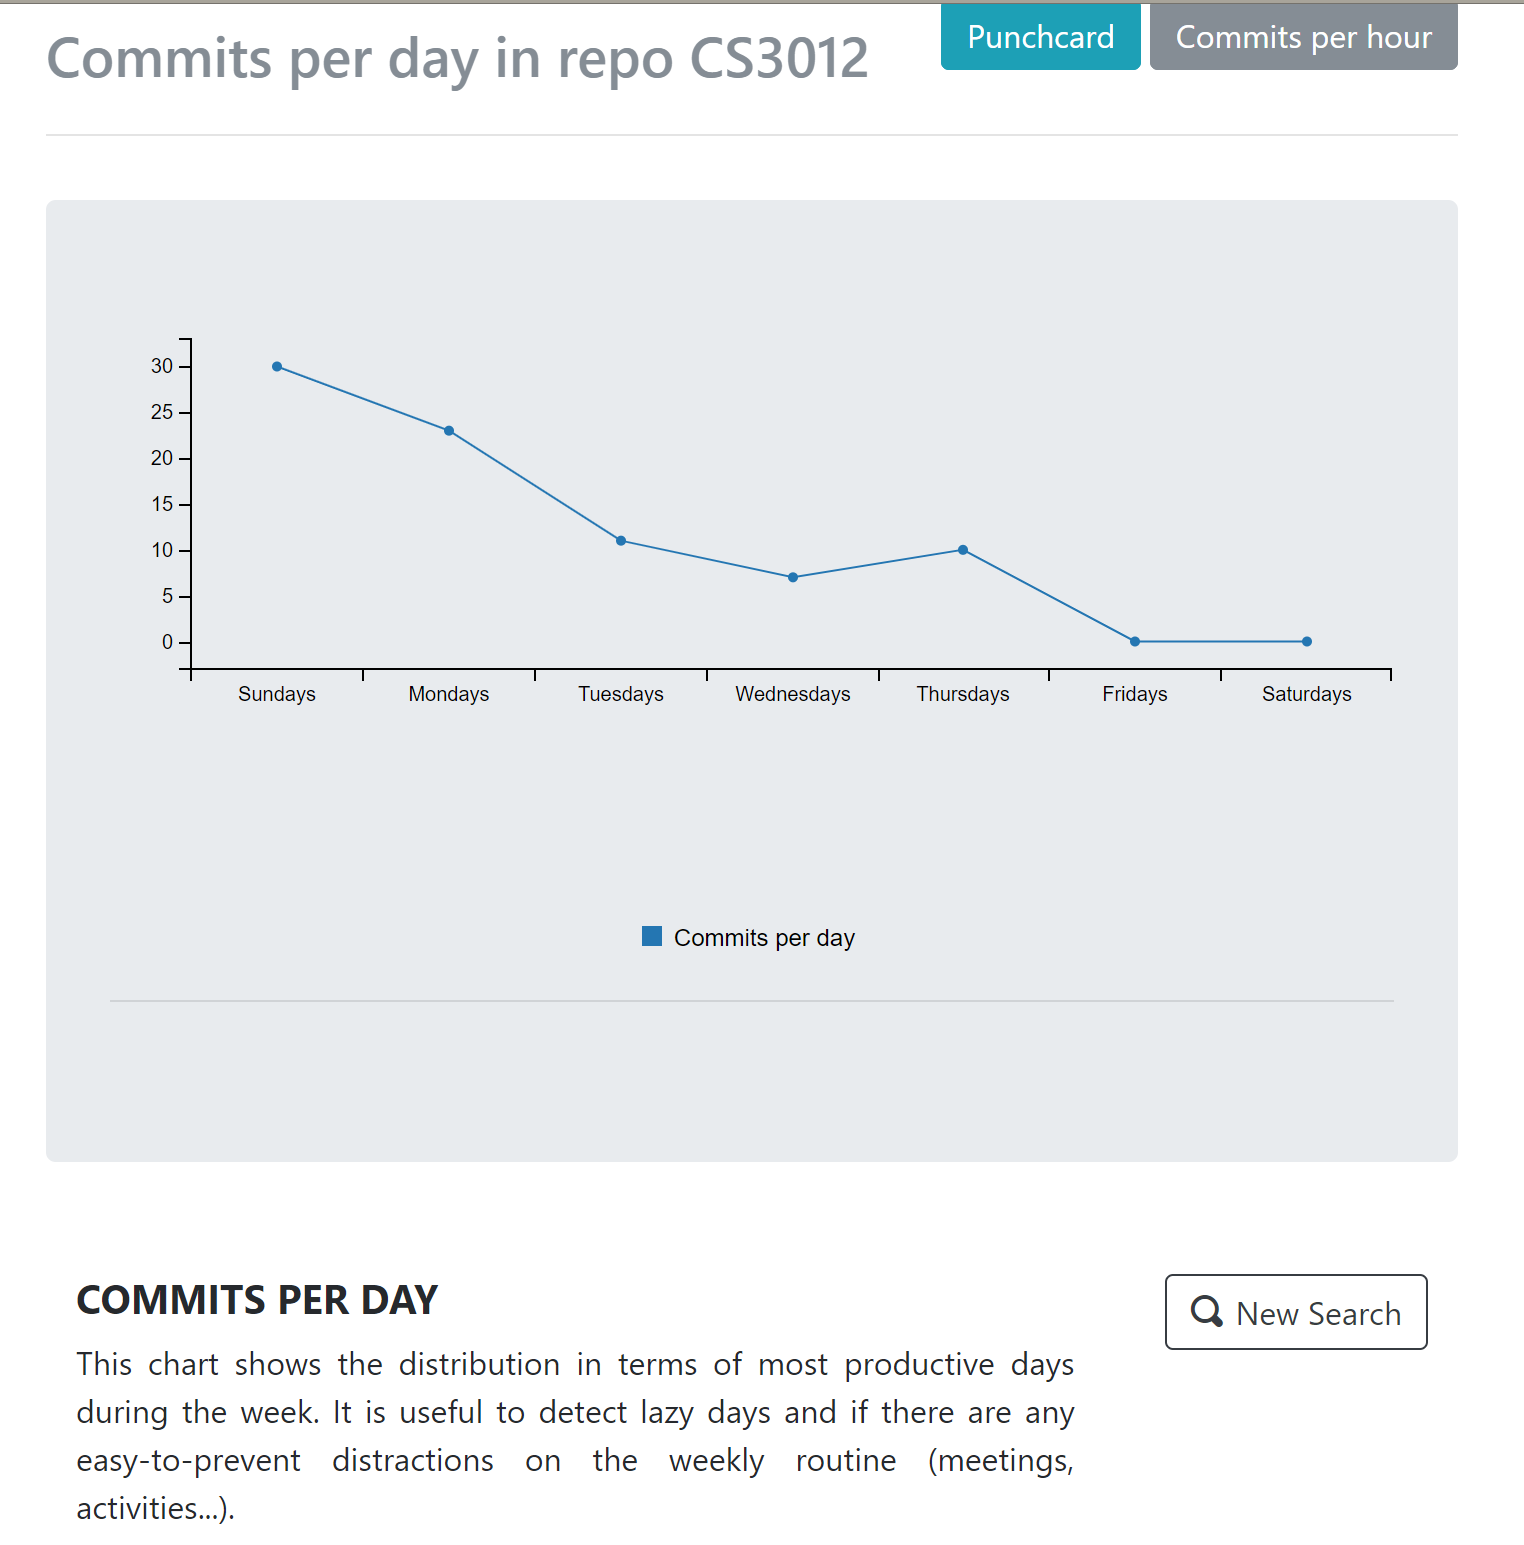 Commits per day in repo CS3012
Punchcard
Commits per hour
30
25
20
15
10
5
0
Sundays
Mondays
Tuesdays
Wednesdays
Thursdays
Fridays
Saturdays
Commits per day
COMMITS PER DAY
New Search
This chart shows the distribution in terms of most productive days
during the week. It is useful to detect lazy days and if there are any
easy-to-prevent distractions on the weekly routine (meetings,
activities...).